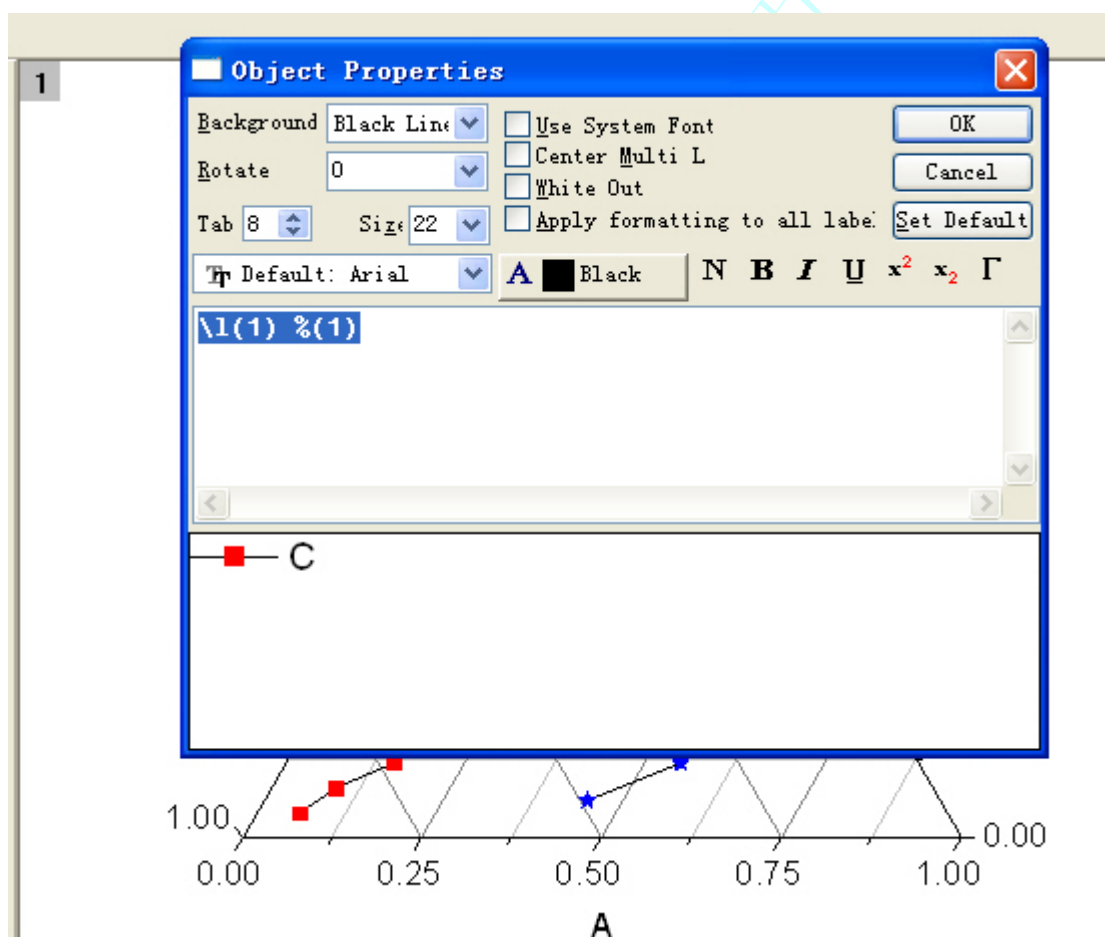 1
Object Properties
Background Black Line
Use System Font
OK
Center Multi L
Rotate 0
Cancel
White Out
Tab 8 Size 22
Apply formatting to all label
Set Default
Default: Arial
A Black
N B I U x² x₂ Γ
\l(1) %(1)
C
1.00
0.00
0.00 0.25 0.50 0.75 1.00
A